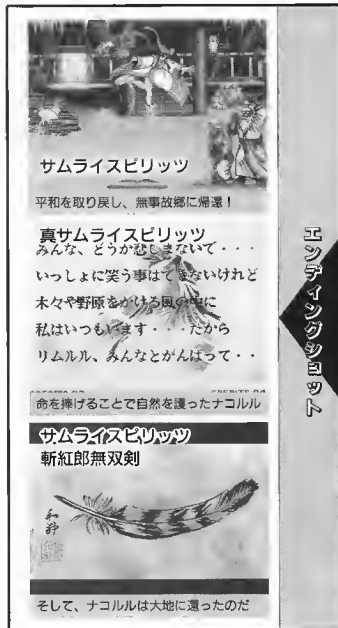 サムライスピリッツ
平和を取り戻し、無事故郷に帰還！
真サムライスピリッツ
みんな、どうか悲しまないで・・・
いっしょに笑う事はできないけれど
木々や野原をかける風の中に
私はいつもいます・・・だから
リムルル、みんなとがんばって・・
命を捧げることで自然を護ったナコルル
サムライスピリッツ
斬紅郎無双剣
そして、ナコルルは大地に還ったのだ
エンディングショット